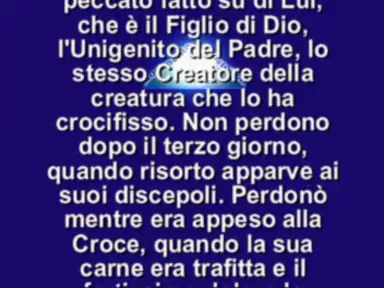 peccato fatto su di Lui,
che è il Figlio di Dio,
l'Unigenito del Padre, lo
stesso Creatore della
creatura che lo ha
crocifisso. Non perdono
dopo il terzo giorno,
quando risorto apparve ai
suoi discepoli. Perdonò
mentre era appeso alla
Croce, quando la sua
carne era trafitta e il